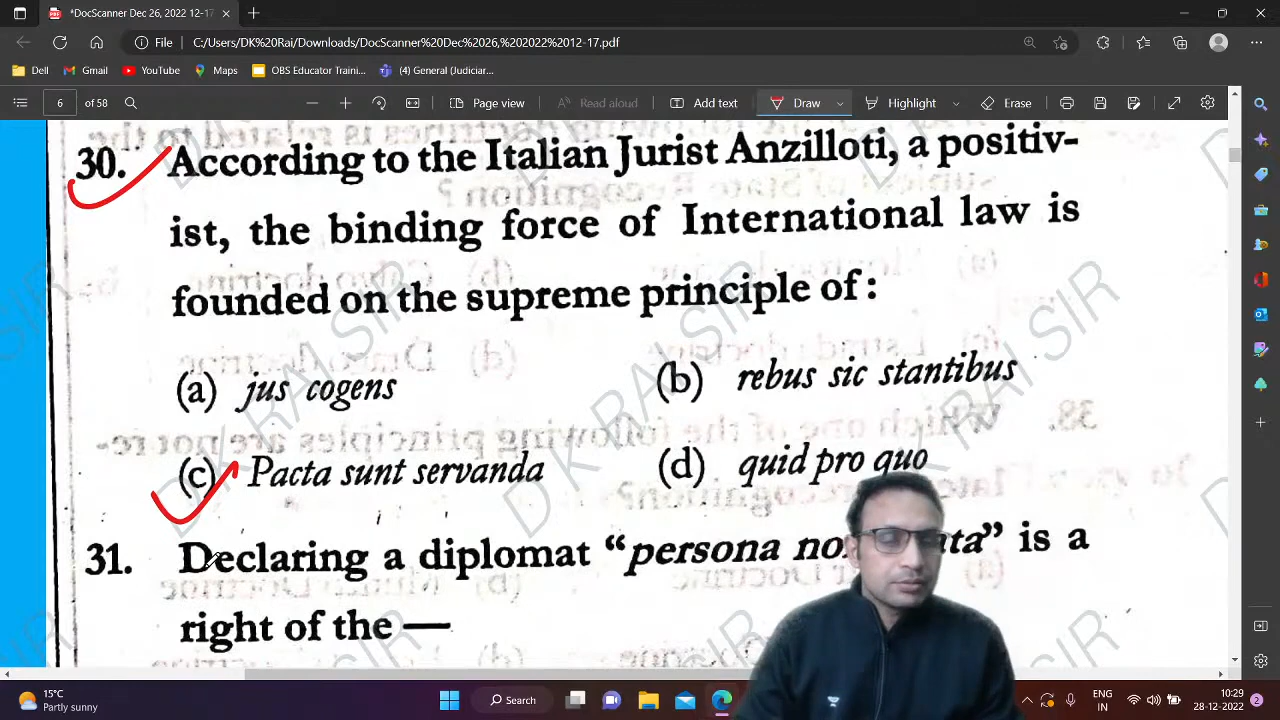 *DocScanner Dec 26, 2022 12-17
File
C:/Users/DK%20Rai/Downloads/DocScanner%20Dec%2026,%202022%2012-17.pdf
Dell Gmail YouTube Maps OBS Educator Traini... (4) General (Judiciar...
6 of 58 Page view Read aloud Add text Draw Highlight Erase
30. According to the Italian Jurist Anzilloti, a positiv-
ist, the binding force of International law is
founded on the supreme principle of :
(a) jus cogens (b) rebus sic stantibus
(c) Pacta sunt servanda (d) quid pro quo
31. Declaring a diplomat "persona no ata" is a
right of the —
D K RAI SIR
15°C
Partly sunny
Search
ENG
IN
10:29
28-12-2022
2